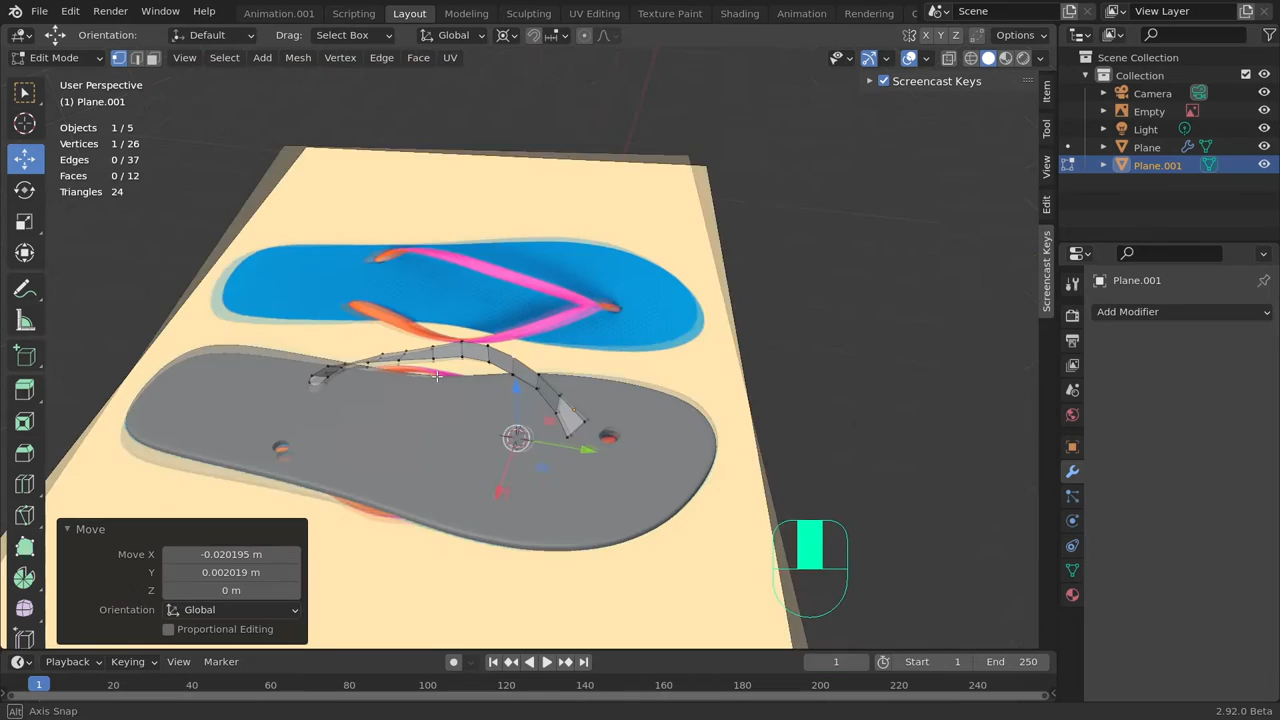 File Edit Render Window Help Animation.001 Scripting Layout Modeling Sculpting UV Editing Texture Paint Shading Animation Rendering Scene View Layer
Orientation: Default Drag: Select Box Global X Y Z Options
Edit Mode View Select Add Mesh Vertex Edge Face UV
User Perspective
(1) Plane.001
Objects 1 / 5
Vertices 1 / 26
Edges 0 / 37
Faces 0 / 12
Triangles 24
Screencast Keys
Item
Tool
View
Edit
Screencast Keys
Scene Collection
Collection
Camera
Empty
Light
Plane
Plane.001
Plane.001
Add Modifier
Move
Move X -0.020195 m
Y 0.002019 m
Z 0 m
Orientation Global
Proportional Editing
Playback Keying View Marker 1 Start 1 End 250
1 20 40 60 80 100 120 140 160 180 200 220 240
Alt Axis Snap 2.92.0 Beta